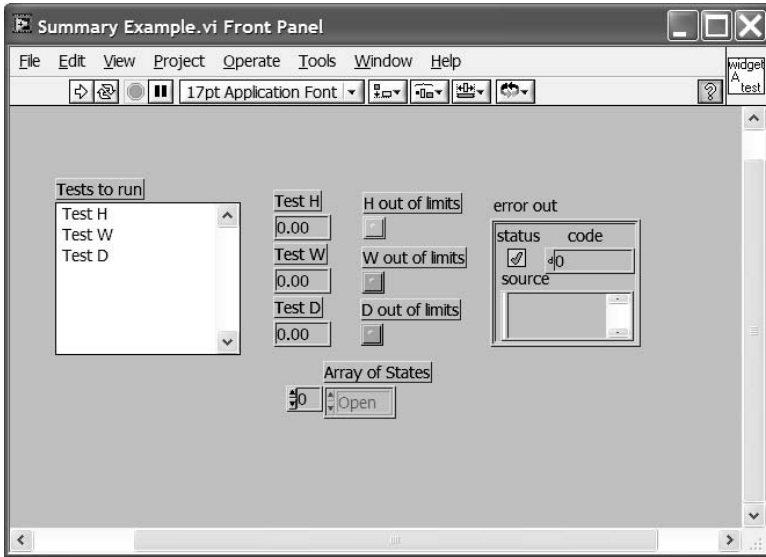 Summary Example.vi Front Panel
File Edit View Project Operate Tools Window Help
17pt Application Font
widget
A
test
Tests to run
Test H
Test W
Test D
Test H
0.00
Test W
0.00
Test D
0.00
H out of limits
W out of limits
D out of limits
error out
status code
d0
source
Array of States
0 Open